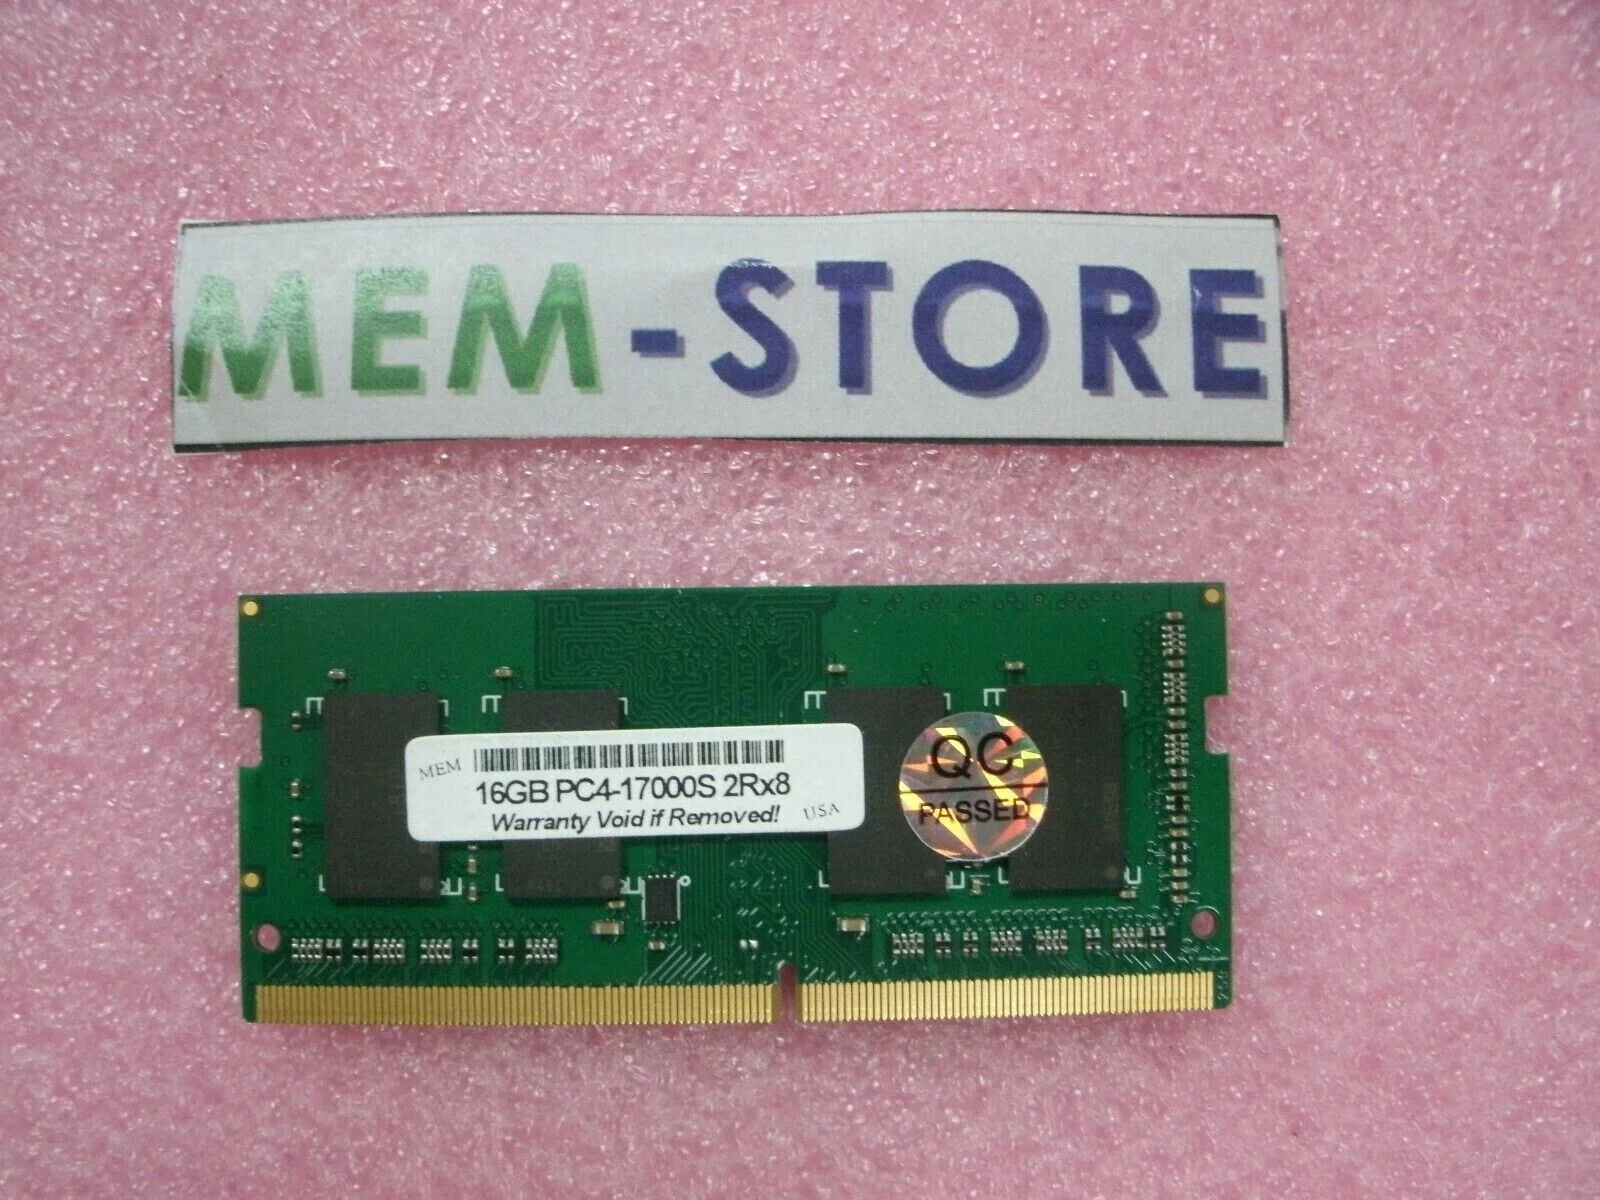 MEM-STORE
MEM
16GB PC4-17000S 2Rx8
Warranty Void if Removed!
USA
QC
PASSED